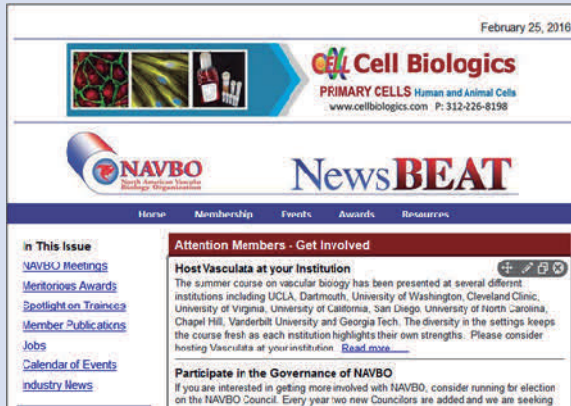 February 25, 2016
CELL Cell Biologics
PRIMARY CELLS Human and Animal Cells
www.cellbiologics.com P: 312-226-8198
NAVBO
North American Vascular
Biology Organization
NewsBEAT
Home Membership Events Awards Resources
In This Issue
NAVBO Meetings
Meritorious Awards
Spotlight on Trainees
Member Publications
Jobs
Calendar of Events
Industry News
Attention Members - Get Involved
Host Vasculata at your Institution
The summer course on vascular biology has been presented at several different
institutions including UCLA, Dartmouth, University of Washington, Cleveland Clinic,
University of Virginia, University of California, San Diego, University of North Carolina,
Chapel Hill, Vanderbilt University and Georgia Tech. The diversity in the settings keeps
the course fresh as each institution highlights their own strengths. Please consider
hosting Vasculata at your institution. Read more......
Participate in the Governance of NAVBO
If you are interested in getting more involved with NAVBO, consider running for election
on the NAVBO Council. Every year two new Councilors are added and we are seeking